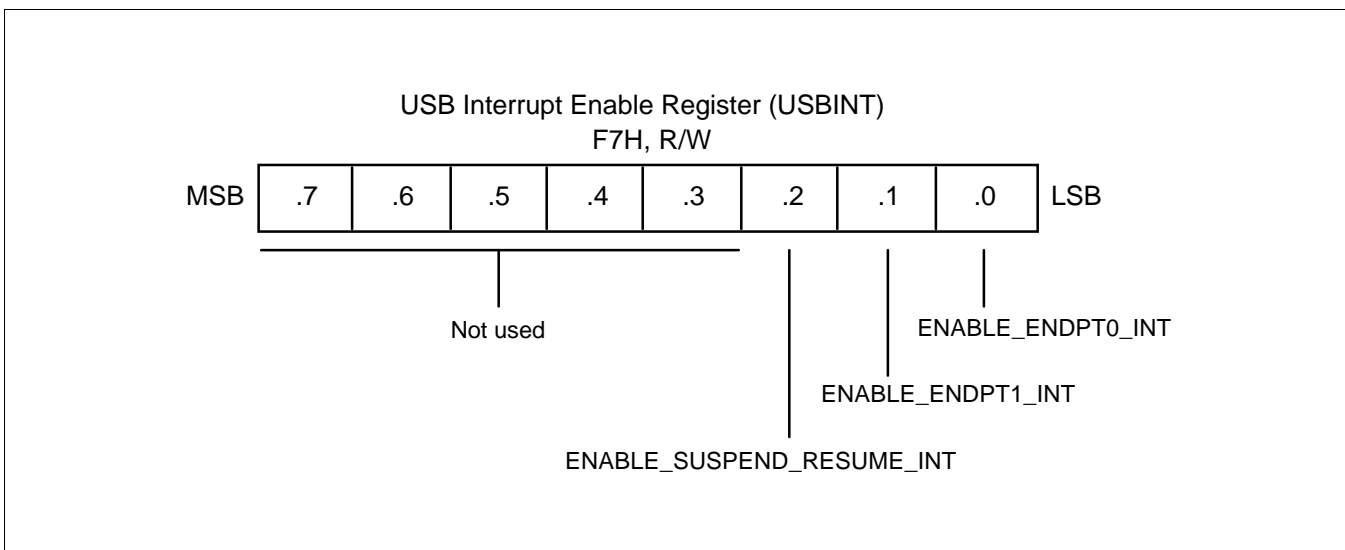 USB Interrupt Enable Register (USBINT)
F7H, R/W
MSB .7 .6 .5 .4 .3 .2 .1 .0 LSB
Not used
ENABLE_ENDPT0_INT
ENABLE_ENDPT1_INT
ENABLE_SUSPEND_RESUME_INT